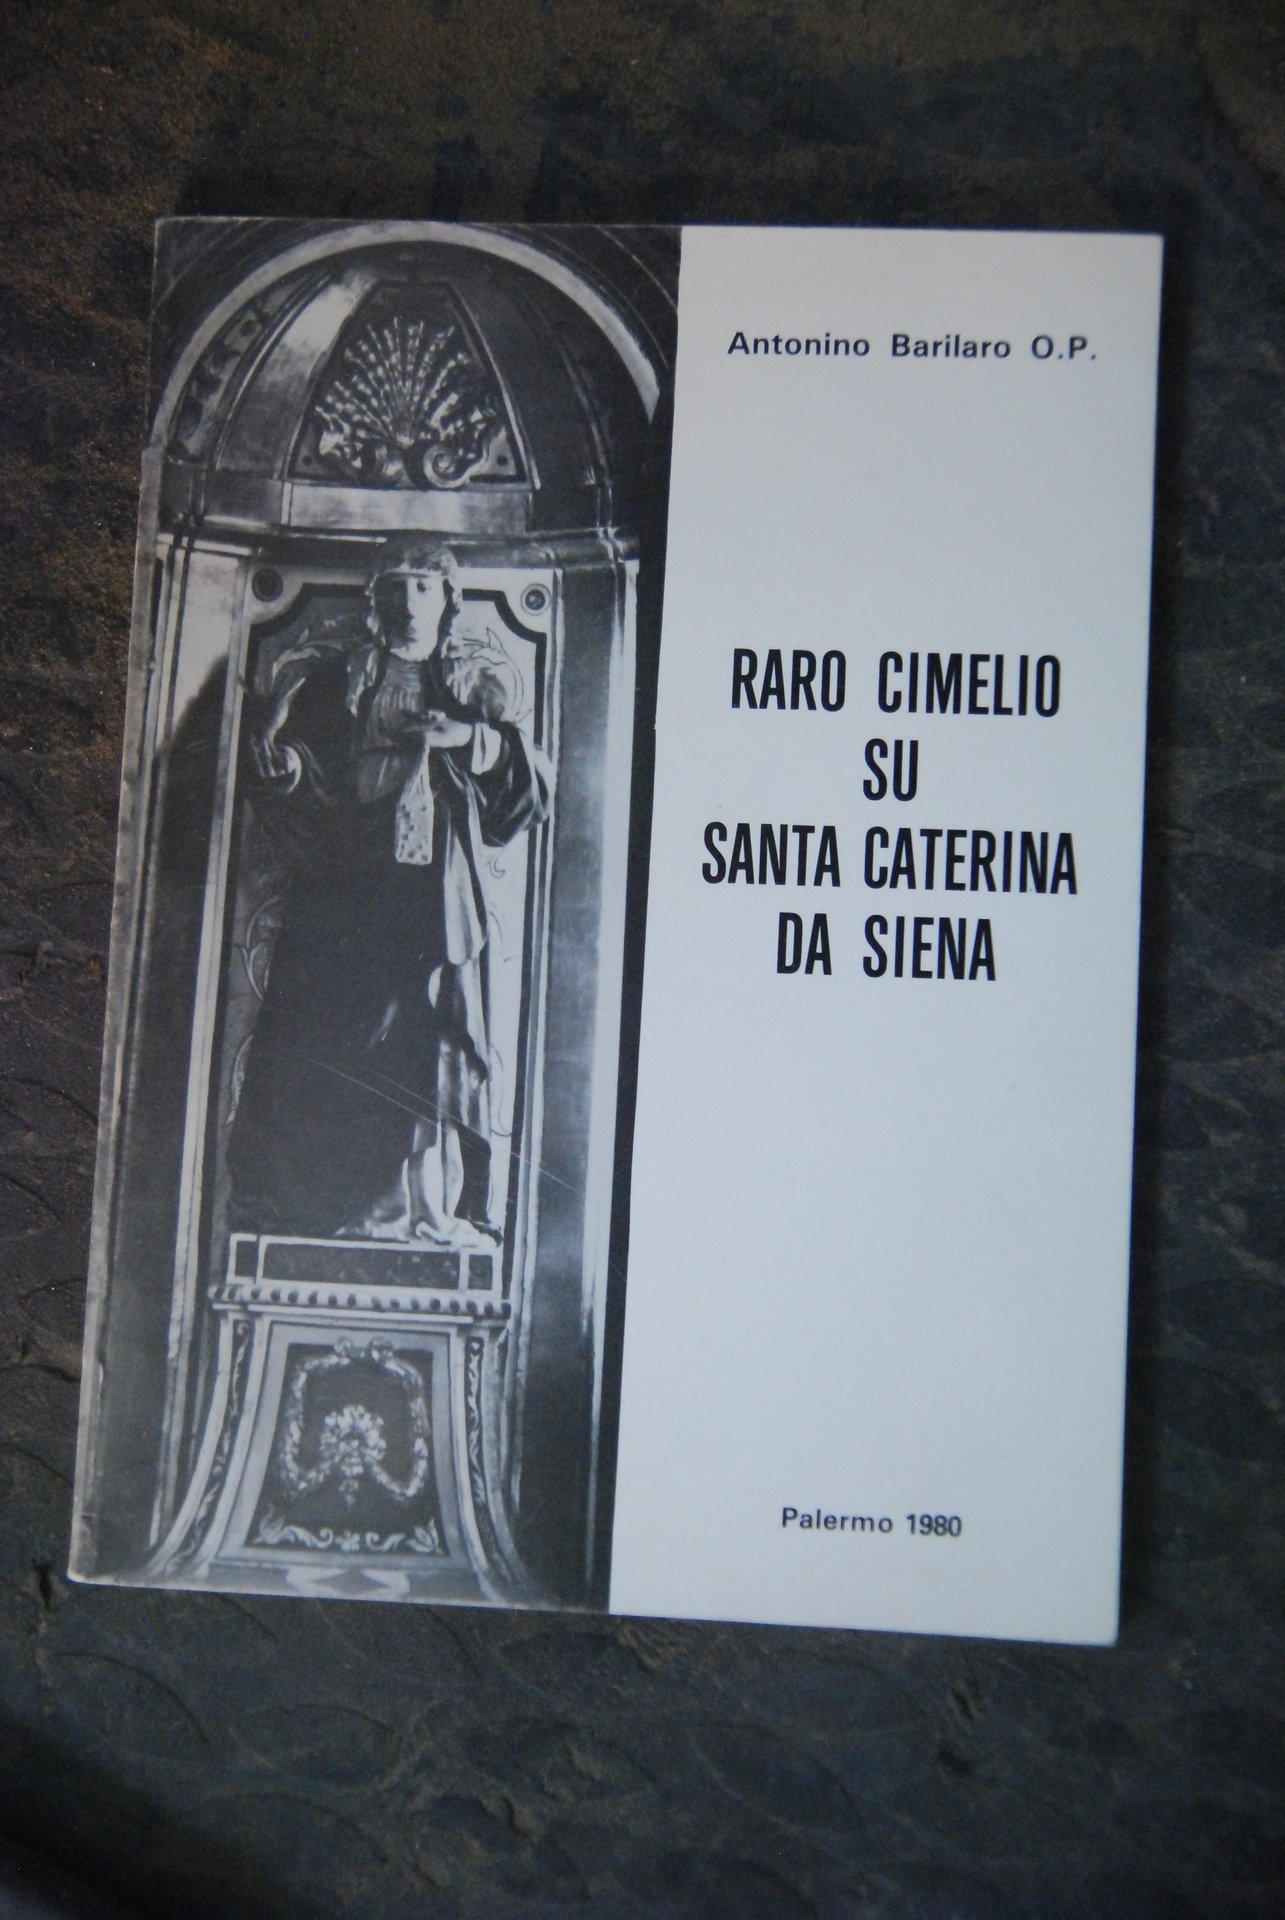 Antonino Barilaro O.P.
RARO CIMELIO
SU
SANTA CATERINA
DA SIENA
Palermo 1980